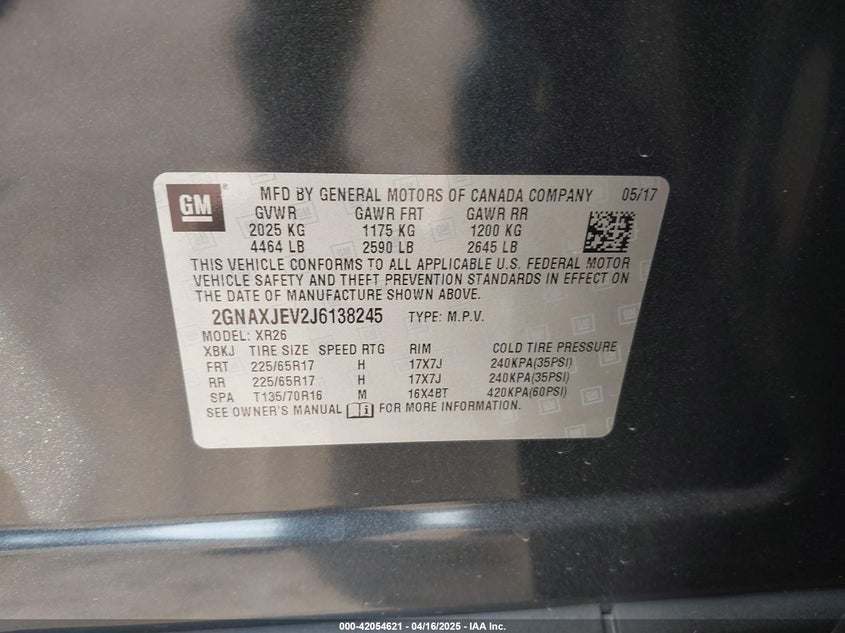 GM ® MFD BY GENERAL MOTORS OF CANADA COMPANY 05/17
GVWR GAWR FRT GAWR RR
2025 KG 1175 KG 1200 KG
4464 LB 2590 LB 2645 LB
THIS VEHICLE CONFORMS TO ALL APPLICABLE U.S. FEDERAL MOTOR
VEHICLE SAFETY AND THEFT PREVENTION STANDARDS IN EFFECT ON
THE DATE OF MANUFACTURE SHOWN ABOVE.
2GNAXJEV2J6138245 TYPE: M.P.V.
MODEL: XR26
XBKJ TIRE SIZE SPEED RTG RIM COLD TIRE PRESSURE
FRT 225/65R17 H 17X7J 240KPA(35PSI)
RR 225/65R17 H 17X7J 240KPA(35PSI)
SPA T135/70R16 M 16X4BT 420KPA(60PSI)
SEE OWNER'S MANUAL FOR MORE INFORMATION.
000-42054621 - 04/16/2025 - IAA Inc.